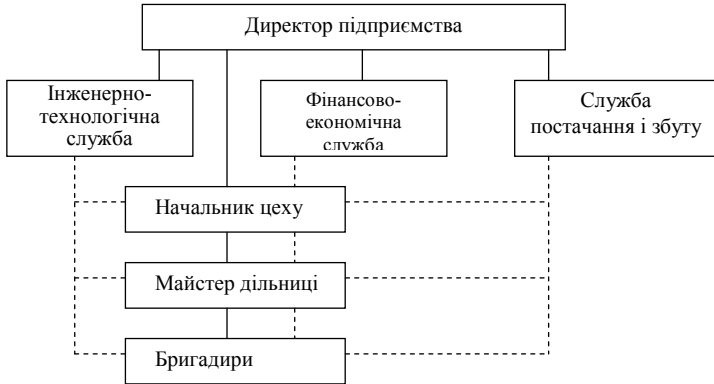 Директор підприємства
Інженерно-
технологічна
служба
Фінансово-
економічна
служба
Служба
постачання і збуту
Начальник цеху
Майстер дільниці
Бригадири